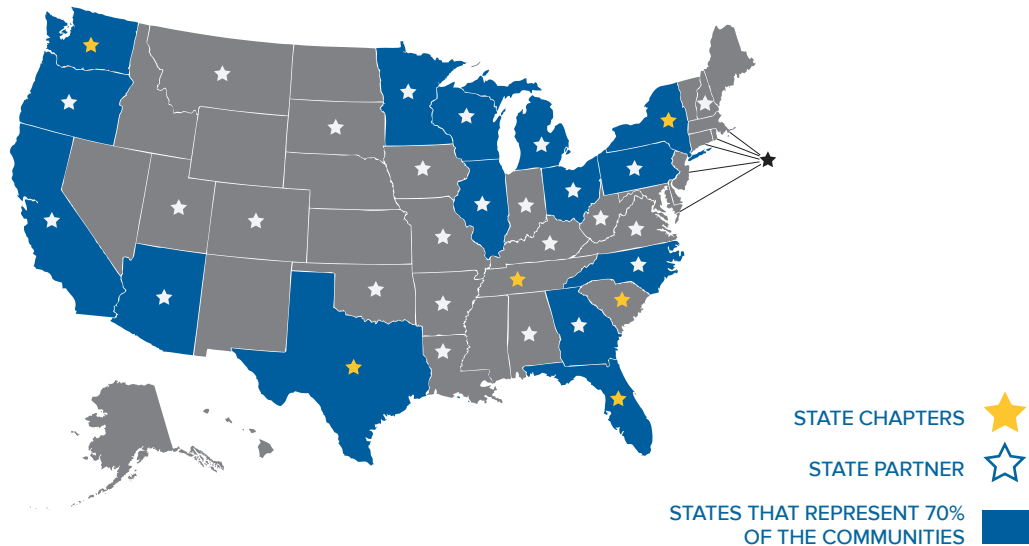 STATE CHAPTERS
STATE PARTNER
STATES THAT REPRESENT 70%
OF THE COMMUNITIES